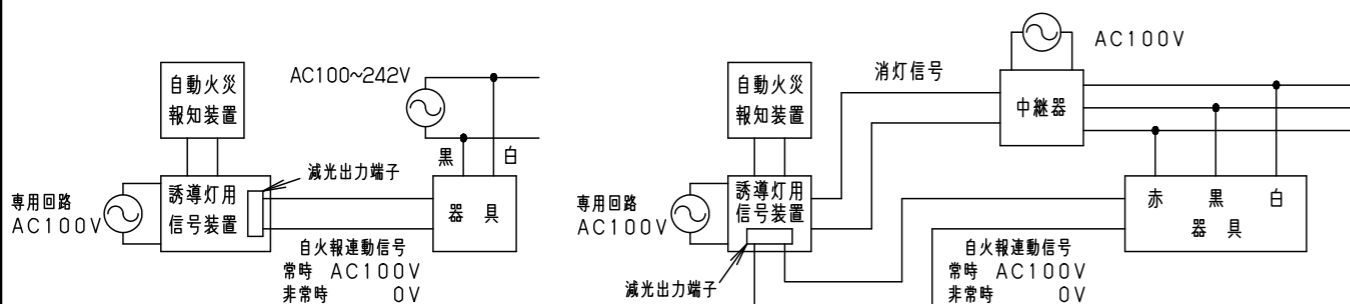 自動火災
報知装置
AC100~242V
黒
白
減光出力端子
専用回路
AC100V
誘導灯用
信号装置
器 具
自火報連動信号
常時 AC100V
非常時 0V
AC100V
消灯信号
自動火災
報知装置
中継器
専用回路
AC100V
誘導灯用
信号装置
赤 黒 白
器 具
自火報連動信号
常時 AC100V
非常時 0V
減光出力端子